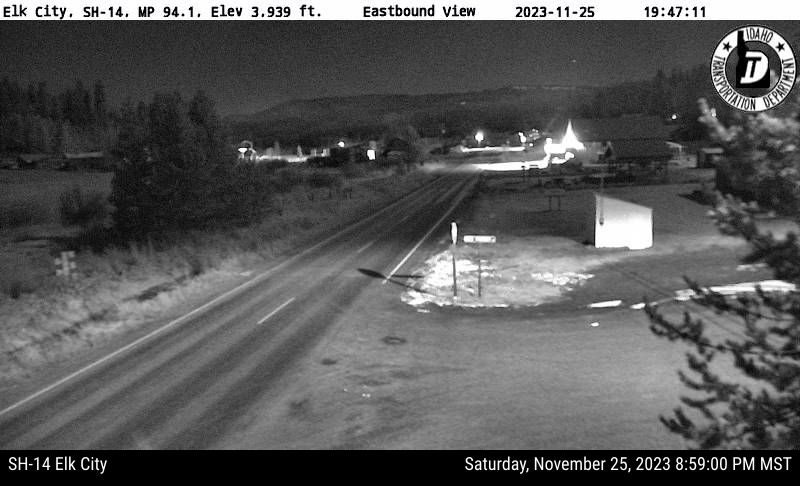 Elk City, SH-14, MP 94.1, Elev 3,939 ft. Eastbound View 2023-11-25 19:47:11
IDAHO
TRANSPORTATION DEPARTMENT
SH-14 Elk City Saturday, November 25, 2023 8:59:00 PM MST